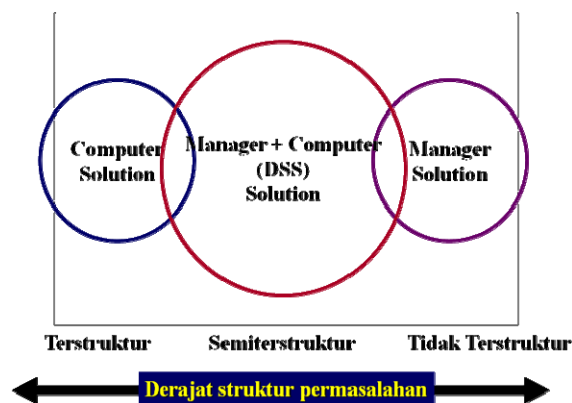 Computer
Solution
Manager + Computer
(DSS)
Solution
Manager
Solution
Terstruktur
Semiterstruktur
Tidak Terstruktur
Derajat struktur permasalahan